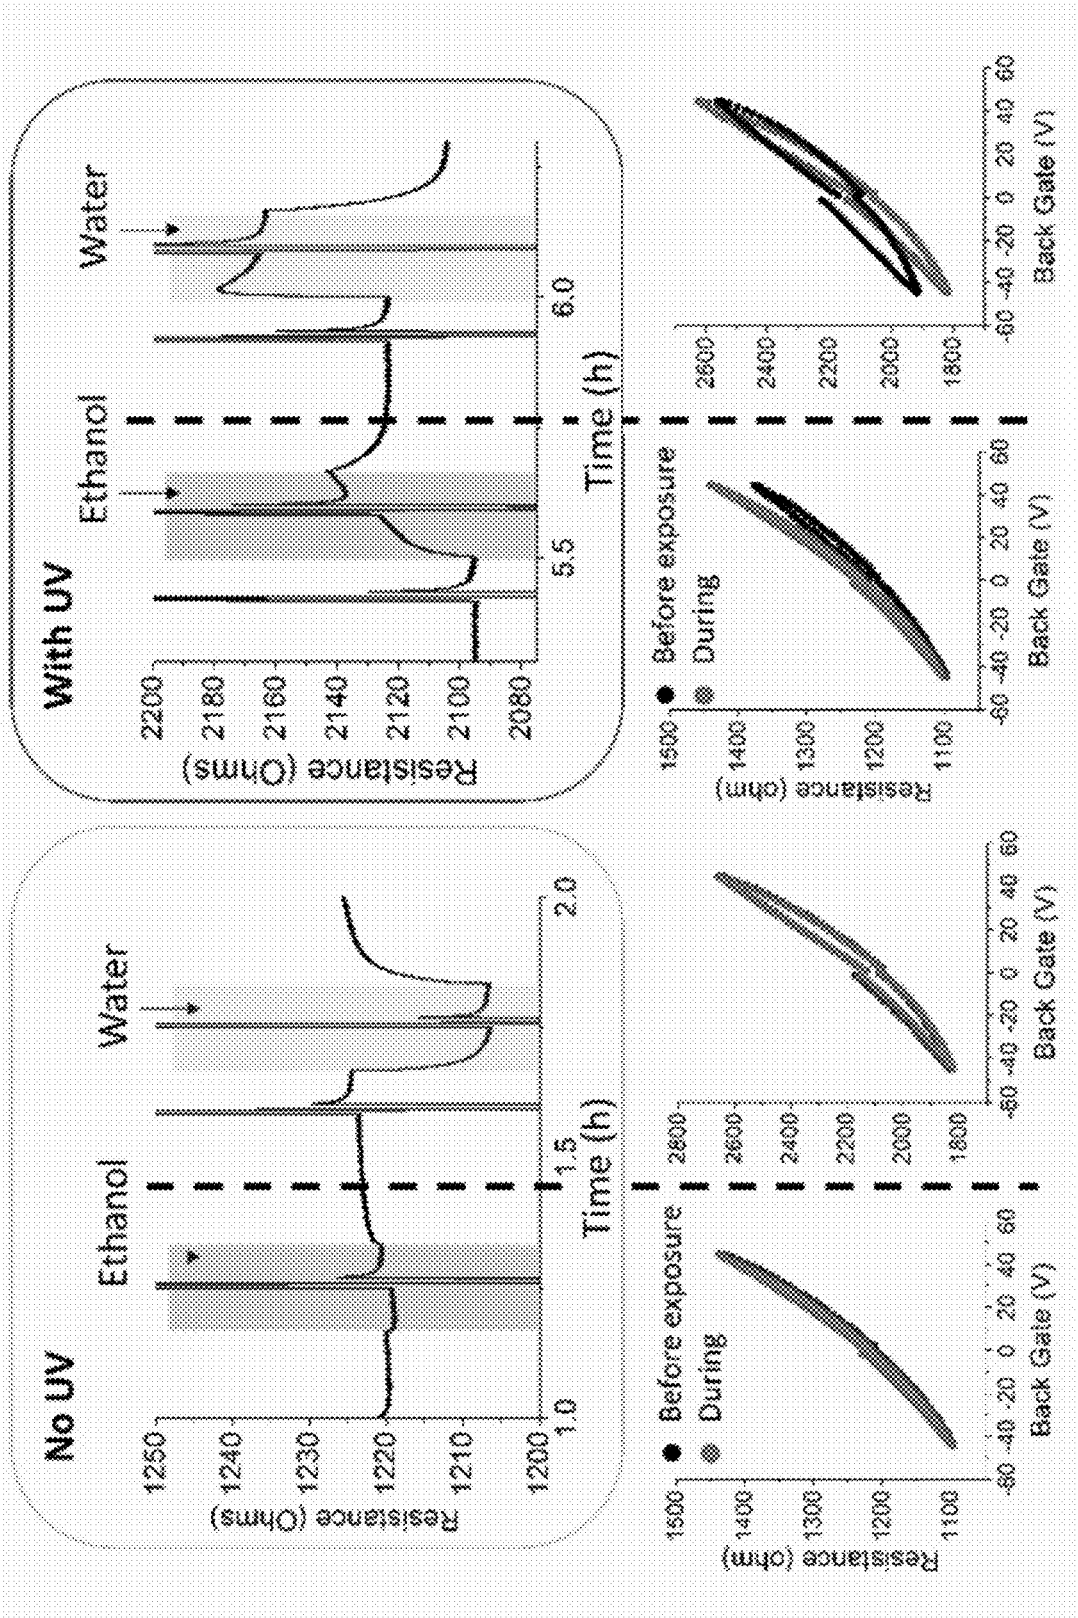 No UV
Ethanol
Water
Resistance (Ohms)
1250
1240
1230
1220
1210
1200
1.0
1.5
2.0
Time (h)
With UV
Ethanol
Water
Resistance (Ohms)
2200
2180
2160
2140
2120
2100
2080
5.5
6.0
Time (h)
Before exposure
During
Resistance (ohm)
1500
1400
1300
1200
1100
-60 -40 -20 0 20 40 60
Back Gate (V)
2800
2600
2400
2200
2000
1800
-60 -40 -20 0 20 40 60
Back Gate (V)
Before exposure
During
Resistance (ohm)
1500
1400
1300
1200
1100
-60 -40 -20 0 20 40 60
Back Gate (V)
2600
2400
2200
2000
1800
-60 -40 -20 0 20 40 60
Back Gate (V)